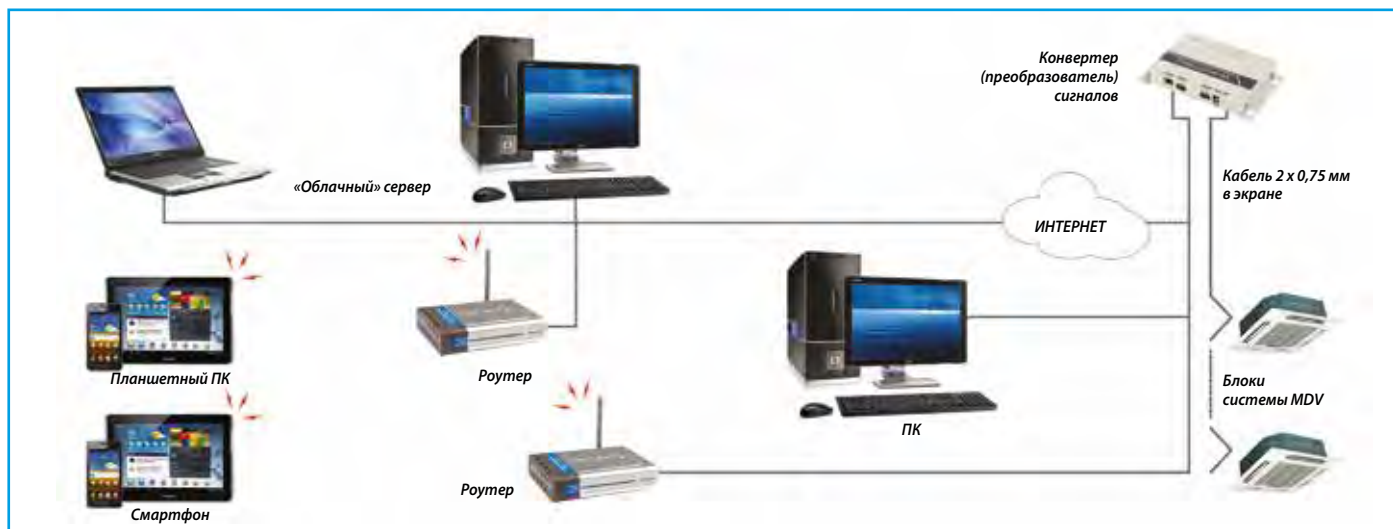 Конвертер
(преобразователь)
сигналов
«Облачный» сервер
Кабель 2 х 0,75 мм
в экране
ИНТЕРНЕТ
Планшетный ПК
Роутер
Блоки
системы MDV
ПК
Роутер
Смартфон